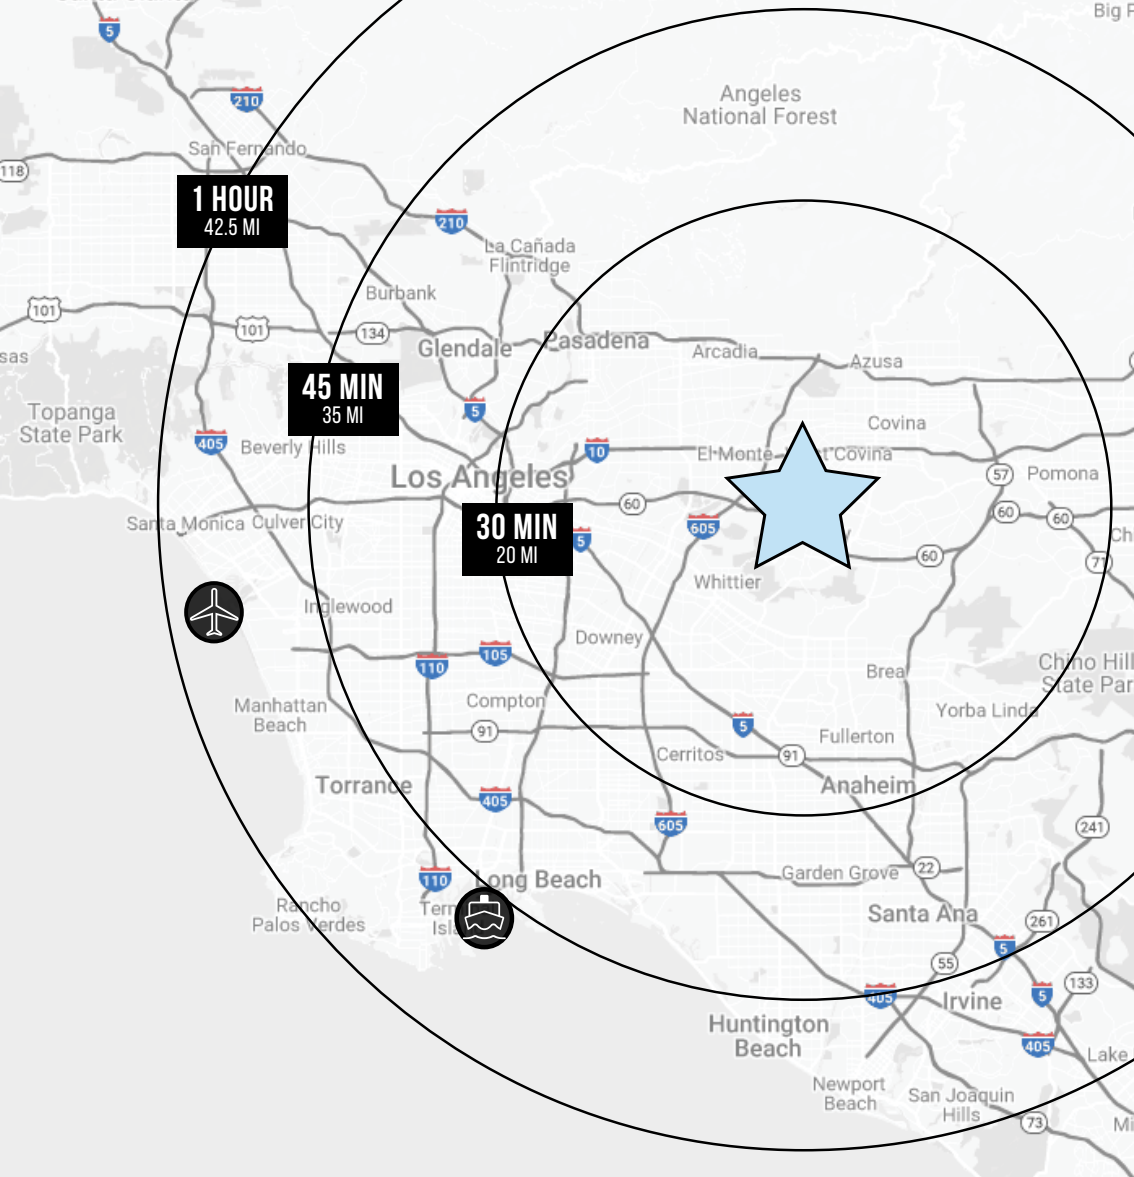 Big
5
Angeles
National Forest
210
San Fernando
118
1 HOUR
42.5 MI
210
La Cañada
Flintridge
Burbank
101
101
134
Glendale
Pasadena
Arcadia
Azusa
45 MIN
35 MI
5
Topanga
State Park
405
Beverly Hills
Covina
10
El Monte
st Covina
Los Angeles
57
Pomona
60
60
60
Santa Monica
Culver City
30 MIN
20 MI
5
605
60
71
Whittier
Inglewood
Downey
105
110
Brea
Chino Hill
State Par
Manhattan
Beach
Compton
Yorba Linda
91
5
Fullerton
Cerritos
91
Torrance
Anaheim
405
605
241
110
Long Beach
Garden Grove
22
Rancho
Palos Verdes
Term
Isl
Santa Ana
261
5
55
133
405
5
Irvine
Huntington
Beach
405
Lake
Newport
Beach
San Joaquin
Hills
73
Mi